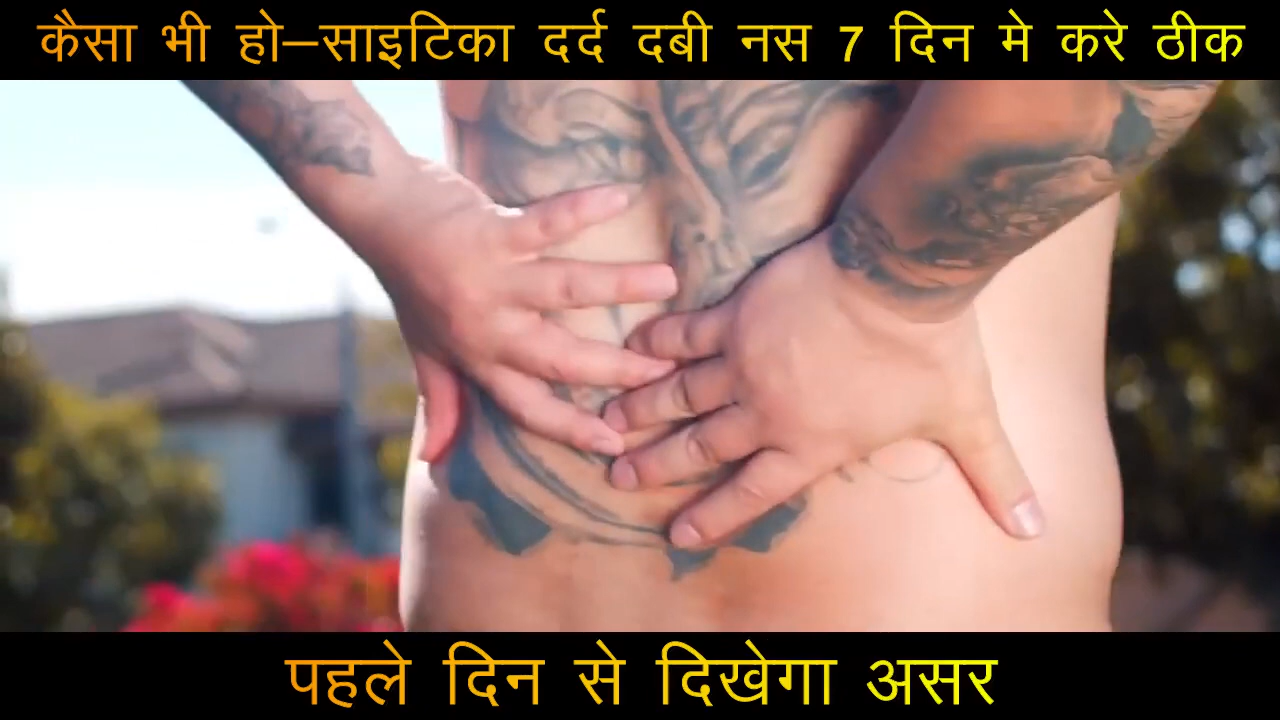 कैसा भी हो–साइटिका दर्द दबी नस 7 दिन मे करे ठीक
पहले दिन से दिखेगा असर